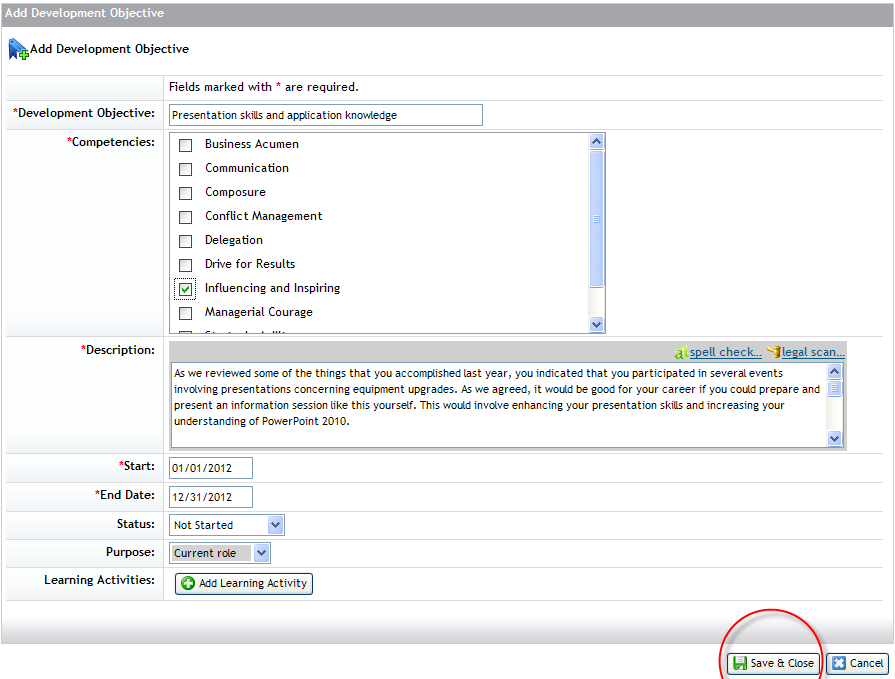 Add Development Objective
Add Development Objective
Fields marked with * are required.
*Development Objective: Presentation skills and application knowledge
*Competencies:
Business Acumen
Communication
Composure
Conflict Management
Delegation
Drive for Results
Influencing and Inspiring
Managerial Courage
*Description:
spell check... legal scan...
As we reviewed some of the things that you accomplished last year, you indicated that you participated in several events
involving presentations concerning equipment upgrades. As we agreed, it would be good for your career if you could prepare and
present an information session like this yourself. This would involve enhancing your presentation skills and increasing your
understanding of PowerPoint 2010.
*Start: 01/01/2012
*End Date: 12/31/2012
Status: Not Started
Purpose: Current role
Learning Activities: Add Learning Activity
Save & Close Cancel